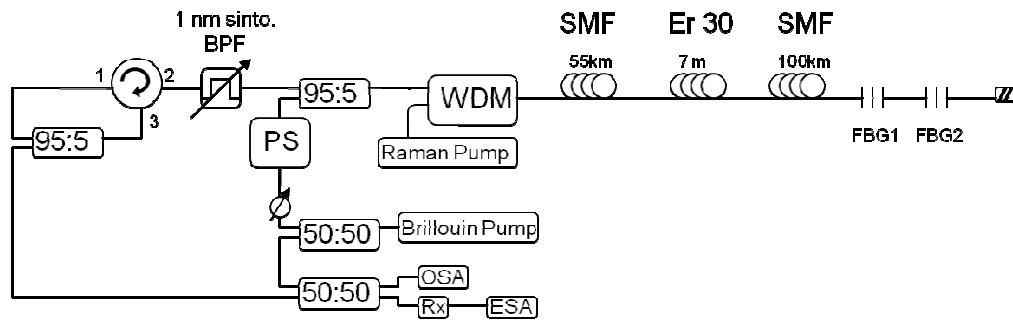 1 nm sinto.
BPF
SMF
Er 30
SMF
55km
7 m
100km
1
2
3
95:5
95:5
WDM
PS
Raman Pump
FBG1
FBG2
50:50
Brillouin Pump
50:50
OSA
Rx
ESA